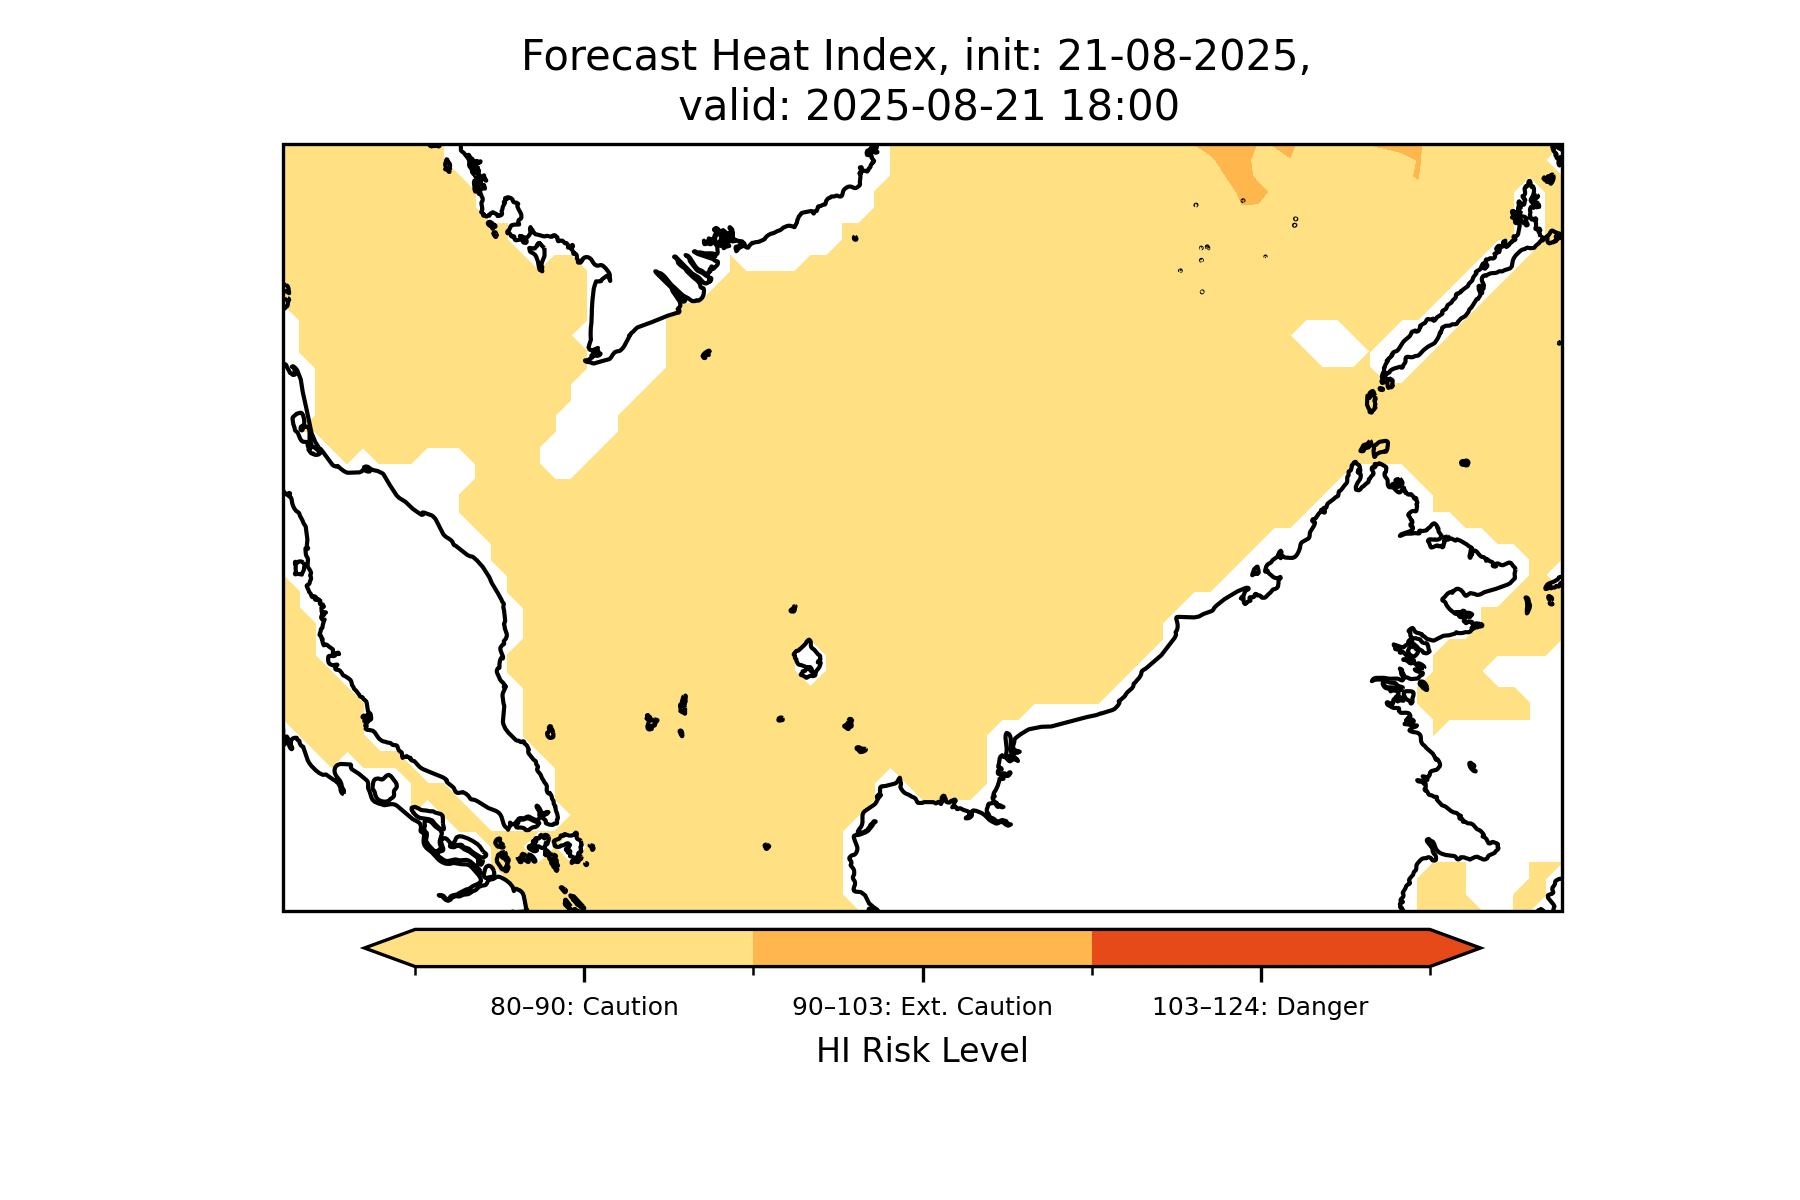 Forecast Heat Index, init: 21-08-2025,
valid: 2025-08-21 18:00
80–90: Caution
90–103: Ext. Caution
103–124: Danger
HI Risk Level